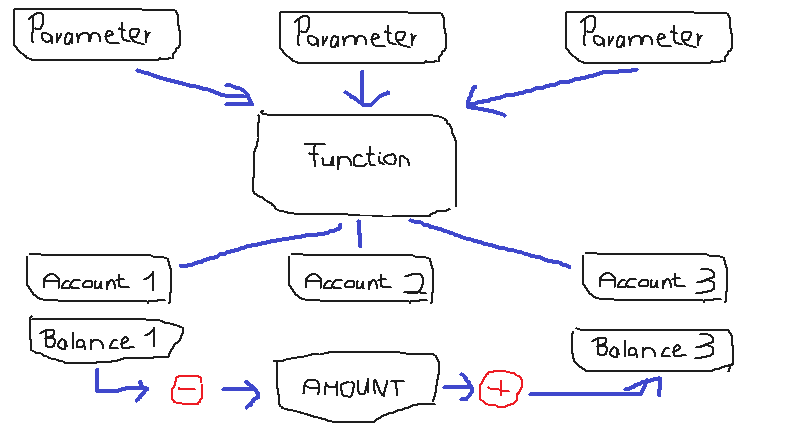 Parameter
Parameter
Parameter
Function
Account 1
Account 2
Account 3
Balance 1
Balance 3
-
AMOUNT
+